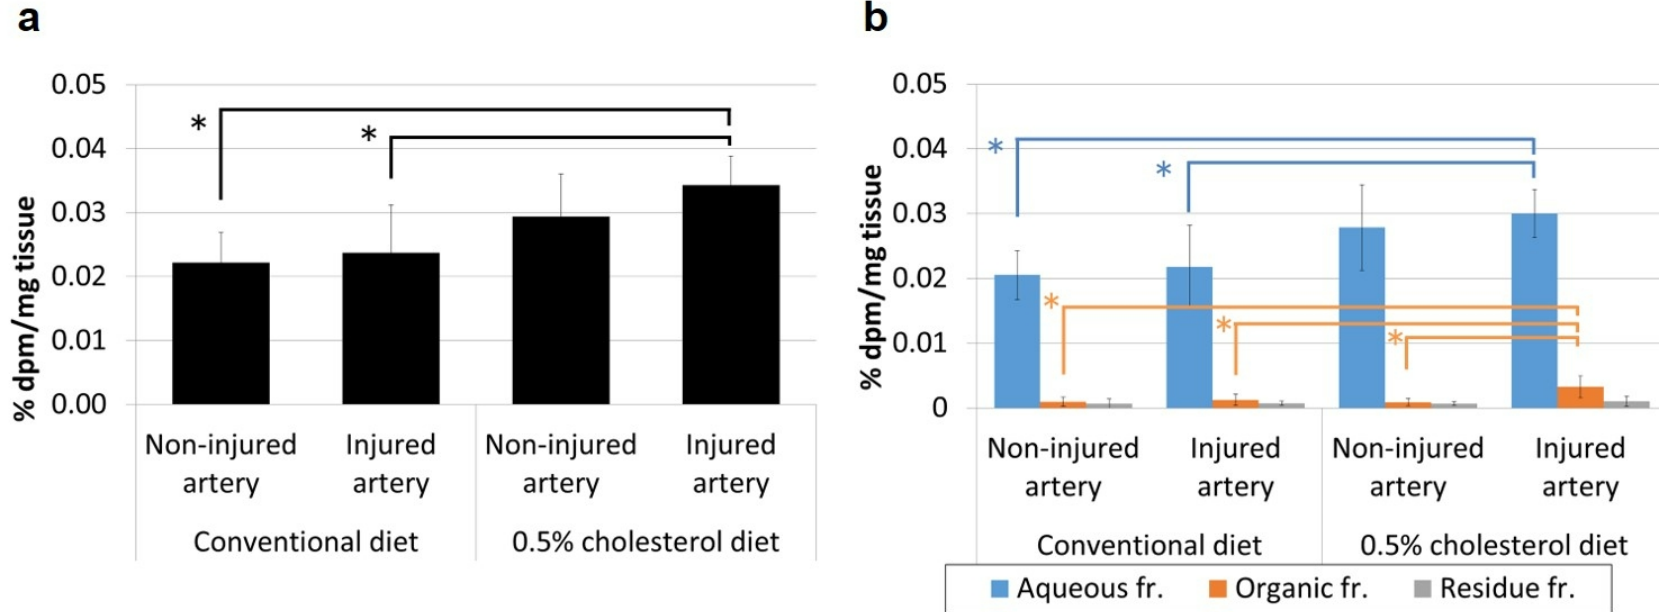 a
% dpm/mg tissue
0.05
0.04
0.03
0.02
0.01
0.00
*
*
Non-injured artery
Injured artery
Non-injured artery
Injured artery
Conventional diet
0.5% cholesterol diet
b
% dpm/mg tissue
0.05
0.04
0.03
0.02
0.01
0
*
*
*
*
*
Non-injured artery
Injured artery
Non-injured artery
Injured artery
Conventional diet
0.5% cholesterol diet
Aqueous fr.
Organic fr.
Residue fr.